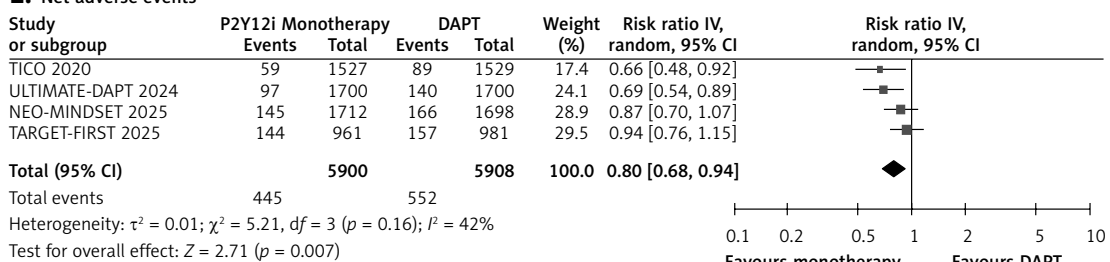 Net adverse events
Study P2Y12i Monotherapy DAPT Weight Risk ratio IV, Risk ratio IV,
or subgroup Events Total Events Total (%) random, 95% CI random, 95% CI
TICO 2020 59 1527 89 1529 17.4 0.66 [0.48, 0.92]
ULTIMATE-DAPT 2024 97 1700 140 1700 24.1 0.69 [0.54, 0.89]
NEO-MINDSET 2025 145 1712 166 1698 28.9 0.87 [0.70, 1.07]
TARGET-FIRST 2025 144 961 157 981 29.5 0.94 [0.76, 1.15]
Total (95% CI) 5900 5908 100.0 0.80 [0.68, 0.94]
Total events 445 552
Heterogeneity: τ² = 0.01; χ² = 5.21, df = 3 (p = 0.16); I² = 42%
Test for overall effect: Z = 2.71 (p = 0.007)
0.1 0.2 0.5 1 2 5 10
Favours monotherapy Favours DAPT